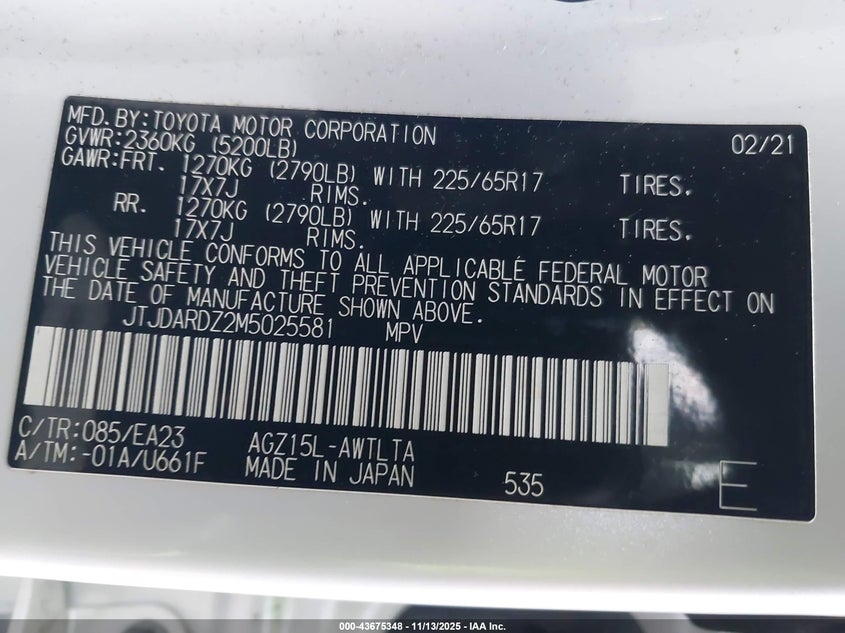 MFD. BY: TOYOTA MOTOR CORPORATION 02/21
GVWR: 2360KG (5200LB)
GAWR: FRT. 1270KG (2790LB) WITH 225/65R17 TIRES.
17X7J RIMS.
RR. 1270KG (2790LB) WITH 225/65R17 TIRES.
17X7J RIMS.
THIS VEHICLE CONFORMS TO ALL APPLICABLE FEDERAL MOTOR
VEHICLE SAFETY AND THEFT PREVENTION STANDARDS IN EFFECT ON
THE DATE OF MANUFACTURE SHOWN ABOVE.
JTJDARDZ2M5025581 MPV
C/TR: 085/EA23 AGZ15L-AWTLTA
A/TM: -01A/U661F MADE IN JAPAN 535 E
000-43675348 - 11/13/2025 - IAA Inc.